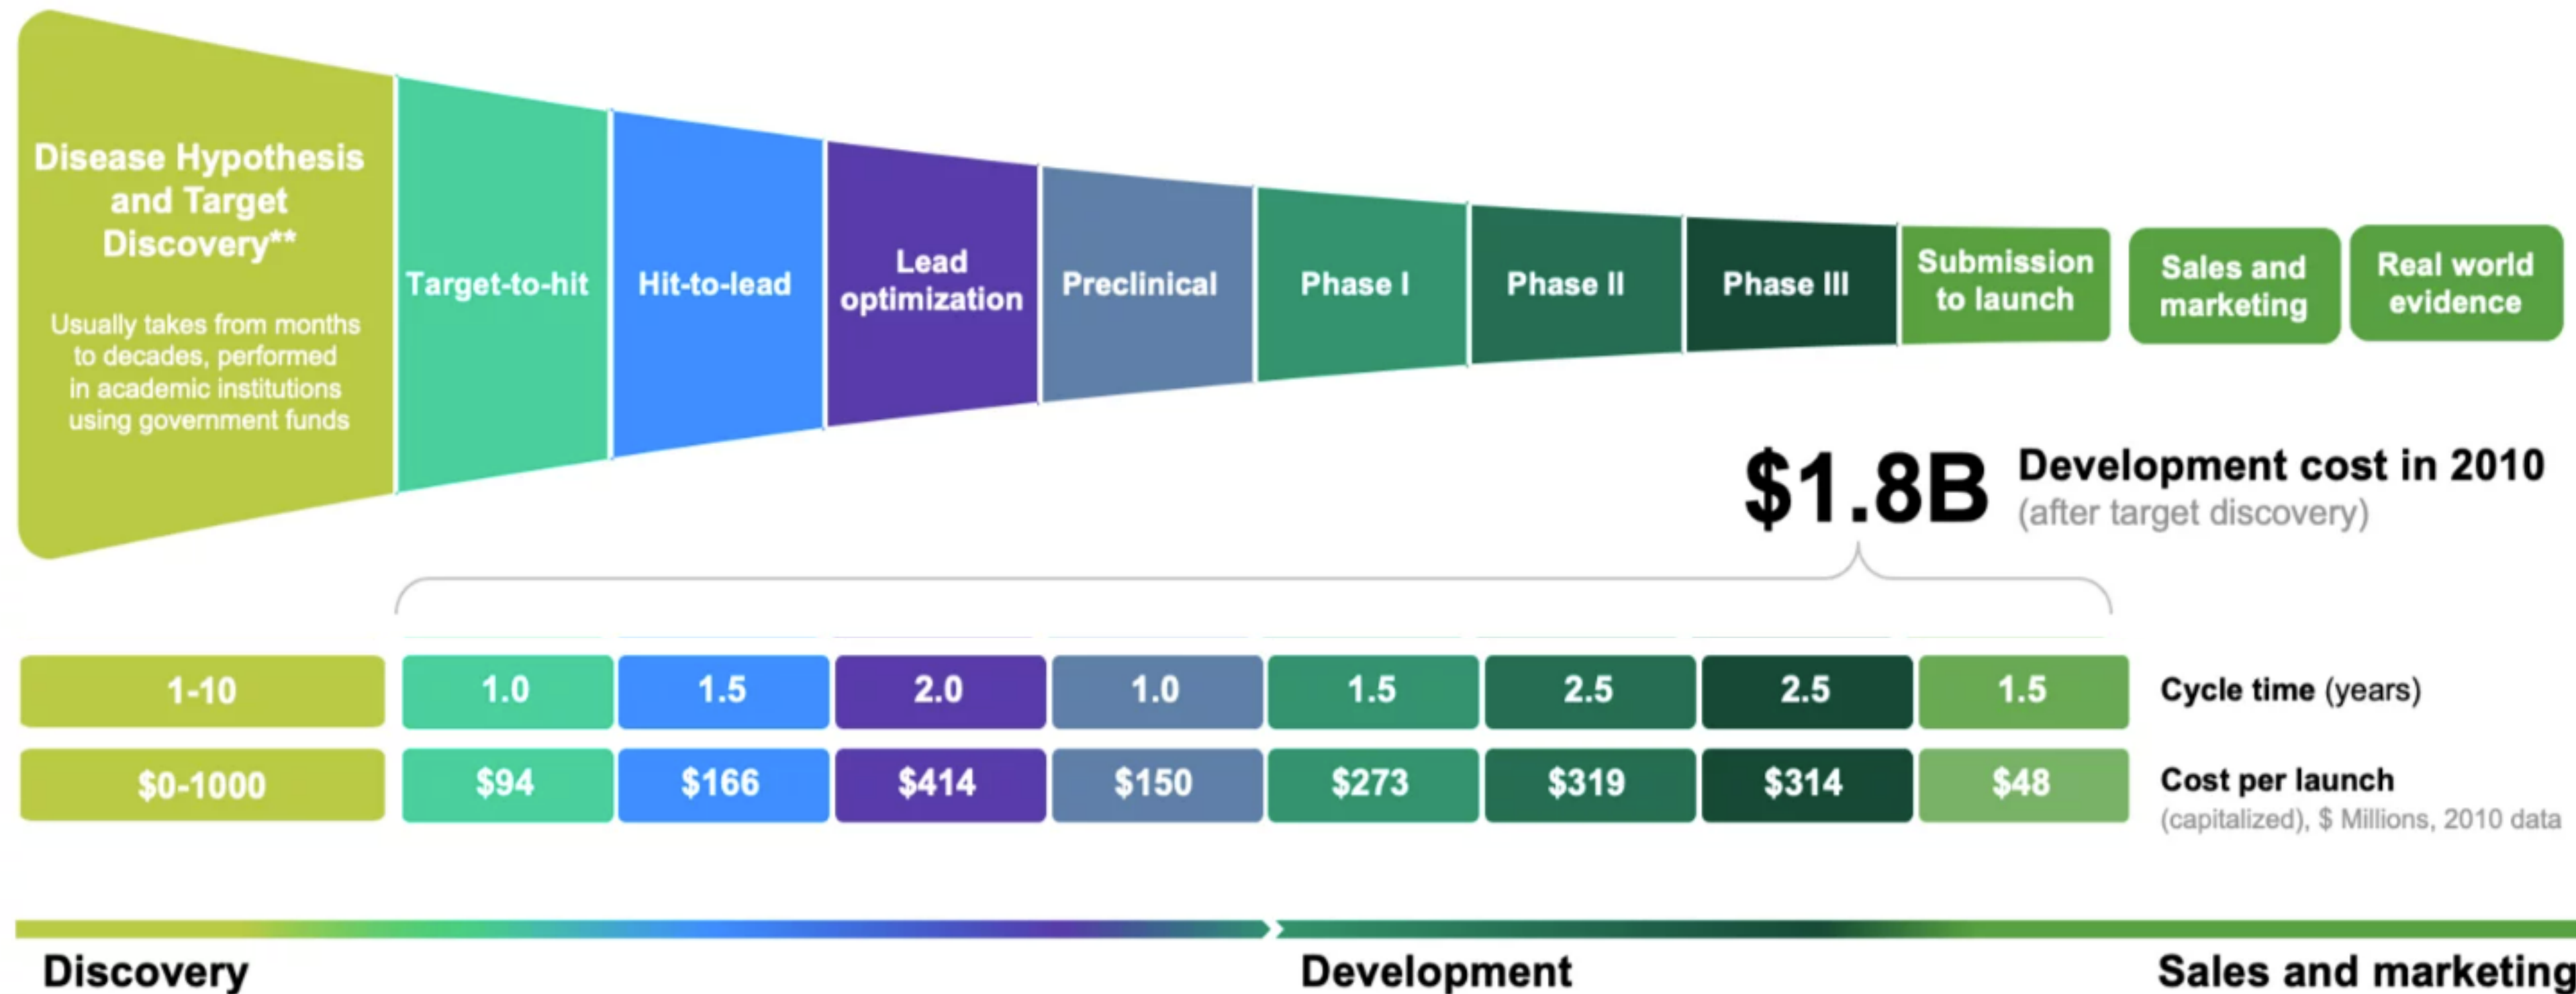 Disease Hypothesis
and Target
Discovery**
Usually takes from months
to decades, performed
in academic institutions
using government funds
Target-to-hit
Hit-to-lead
Lead
optimization
Preclinical
Phase I
Phase II
Phase III
Submission
to launch
Sales and
marketing
Real world
evidence
$1.8B
Development cost in 2010
(after target discovery)
1-10 1.0 1.5 2.0 1.0 1.5 2.5 2.5 1.5 Cycle time (years)
$0-1000 $94 $166 $414 $150 $273 $319 $314 $48 Cost per launch
(capitalized), $ Millions, 2010 data
Discovery Development Sales and marketing